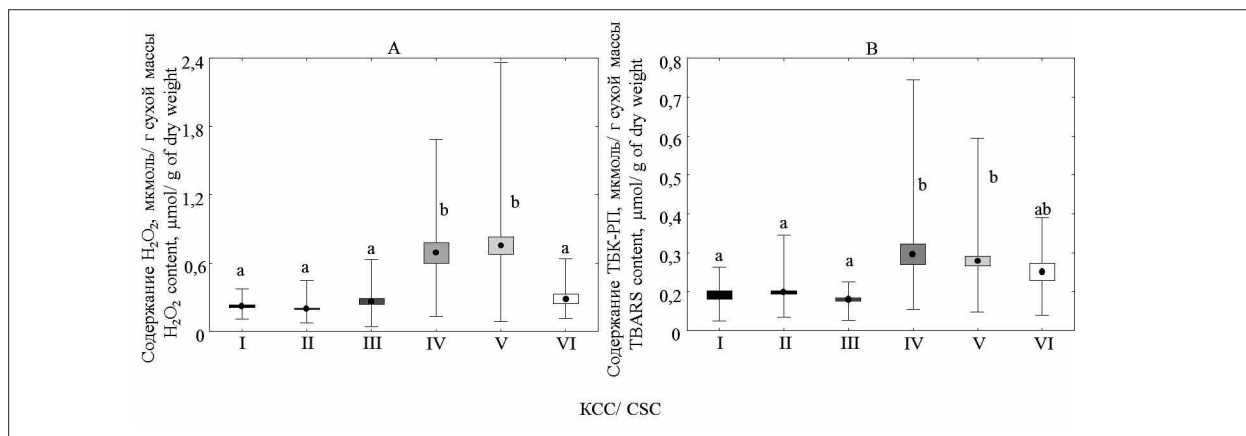 A
Содержание H₂O₂, мкмоль/ г сухой массы
H₂O₂ content, µmol/ g of dry weight
2,4
1,8
1,2
0,6
0
a
a
a
b
b
a
I II III IV V VI
B
Содержание ТБК-РП, мкмоль/ г сухой массы
TBARS content, µmol/ g of dry weight
0,8
0,7
0,6
0,5
0,4
0,3
0,2
0,1
0
a
a
a
b
b
ab
I II III IV V VI
КСС/ CSC